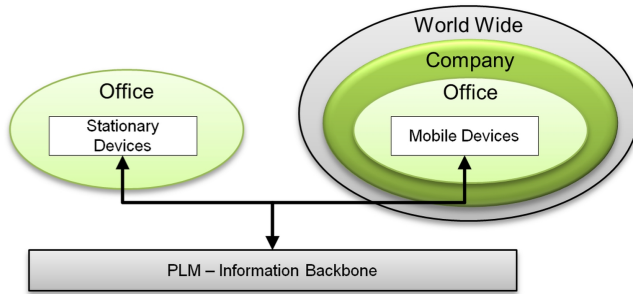 World Wide
Company
Office
Office
Stationary
Devices
Mobile Devices
PLM – Information Backbone